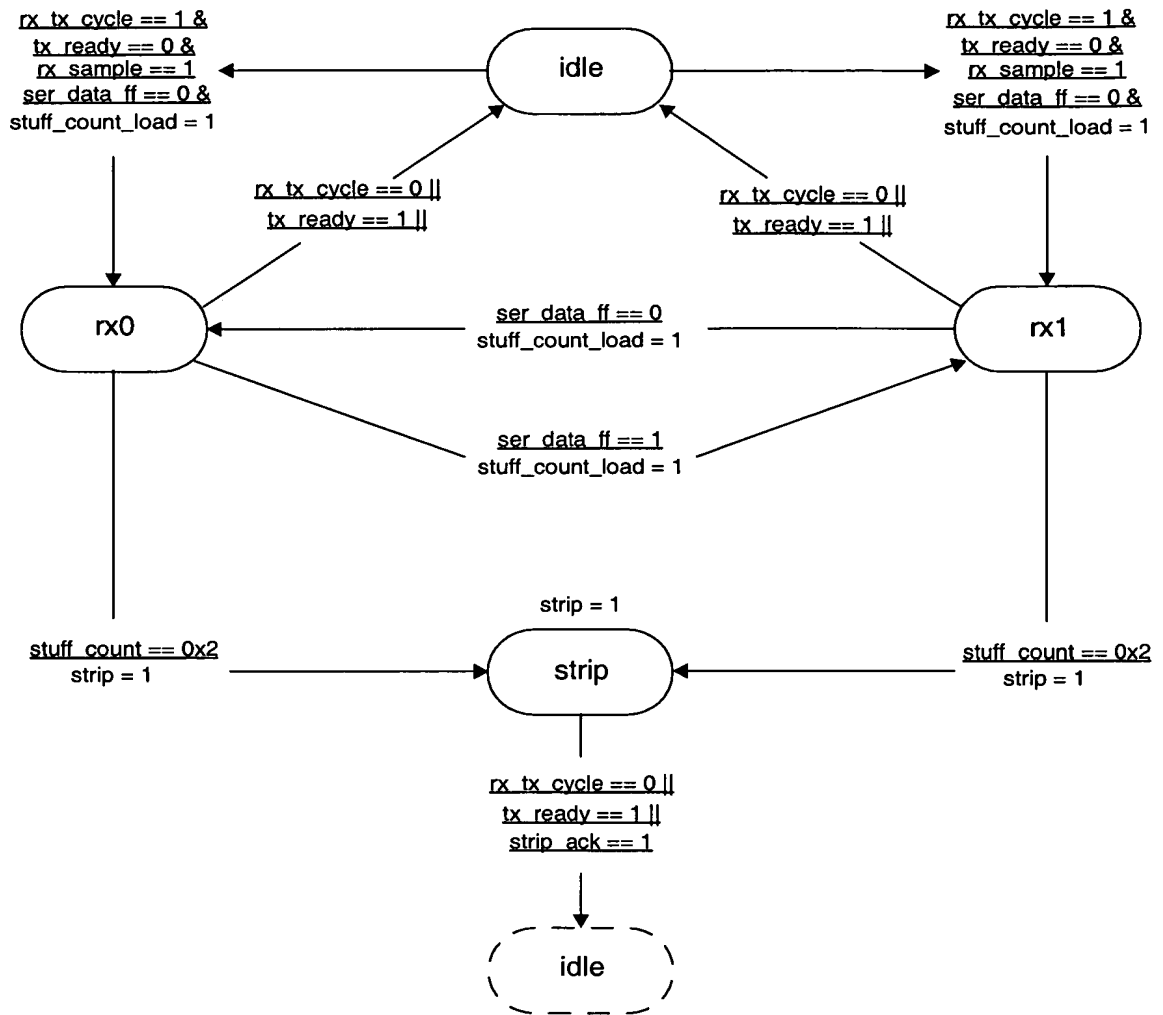 rx_tx_cycle == 1 &
tx_ready == 0 &
rx_sample == 1
ser_data_ff == 0 &
stuff_count_load = 1
idle
rx_tx_cycle == 1 &
tx_ready == 0 &
rx_sample == 1
ser_data_ff == 0 &
stuff_count_load = 1
rx_tx_cycle == 0 ||
tx_ready == 1 ||
rx_tx_cycle == 0 ||
tx_ready == 1 ||
rx0
ser_data_ff == 0
stuff_count_load = 1
rx1
ser_data_ff == 1
stuff_count_load = 1
strip = 1
stuff_count == 0x2
strip = 1
strip
stuff_count == 0x2
strip = 1
rx_tx_cycle == 0 ||
tx_ready == 1 ||
strip_ack == 1
idle